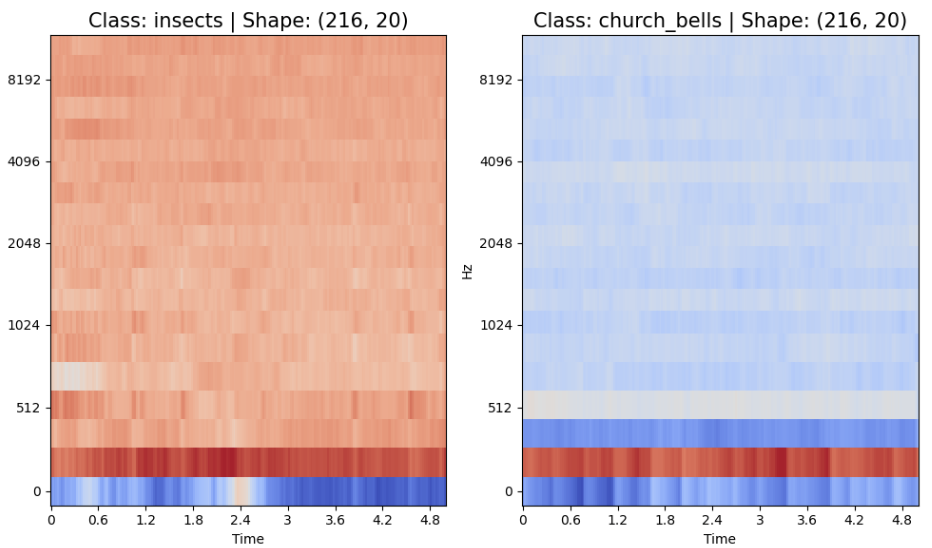 Class: insects | Shape: (216, 20)
8192
4096
2048
1024
512
0
0 0.6 1.2 1.8 2.4 3 3.6 4.2 4.8
Time
Class: church_bells | Shape: (216, 20)
Hz
8192
4096
2048
1024
512
0
0 0.6 1.2 1.8 2.4 3 3.6 4.2 4.8
Time